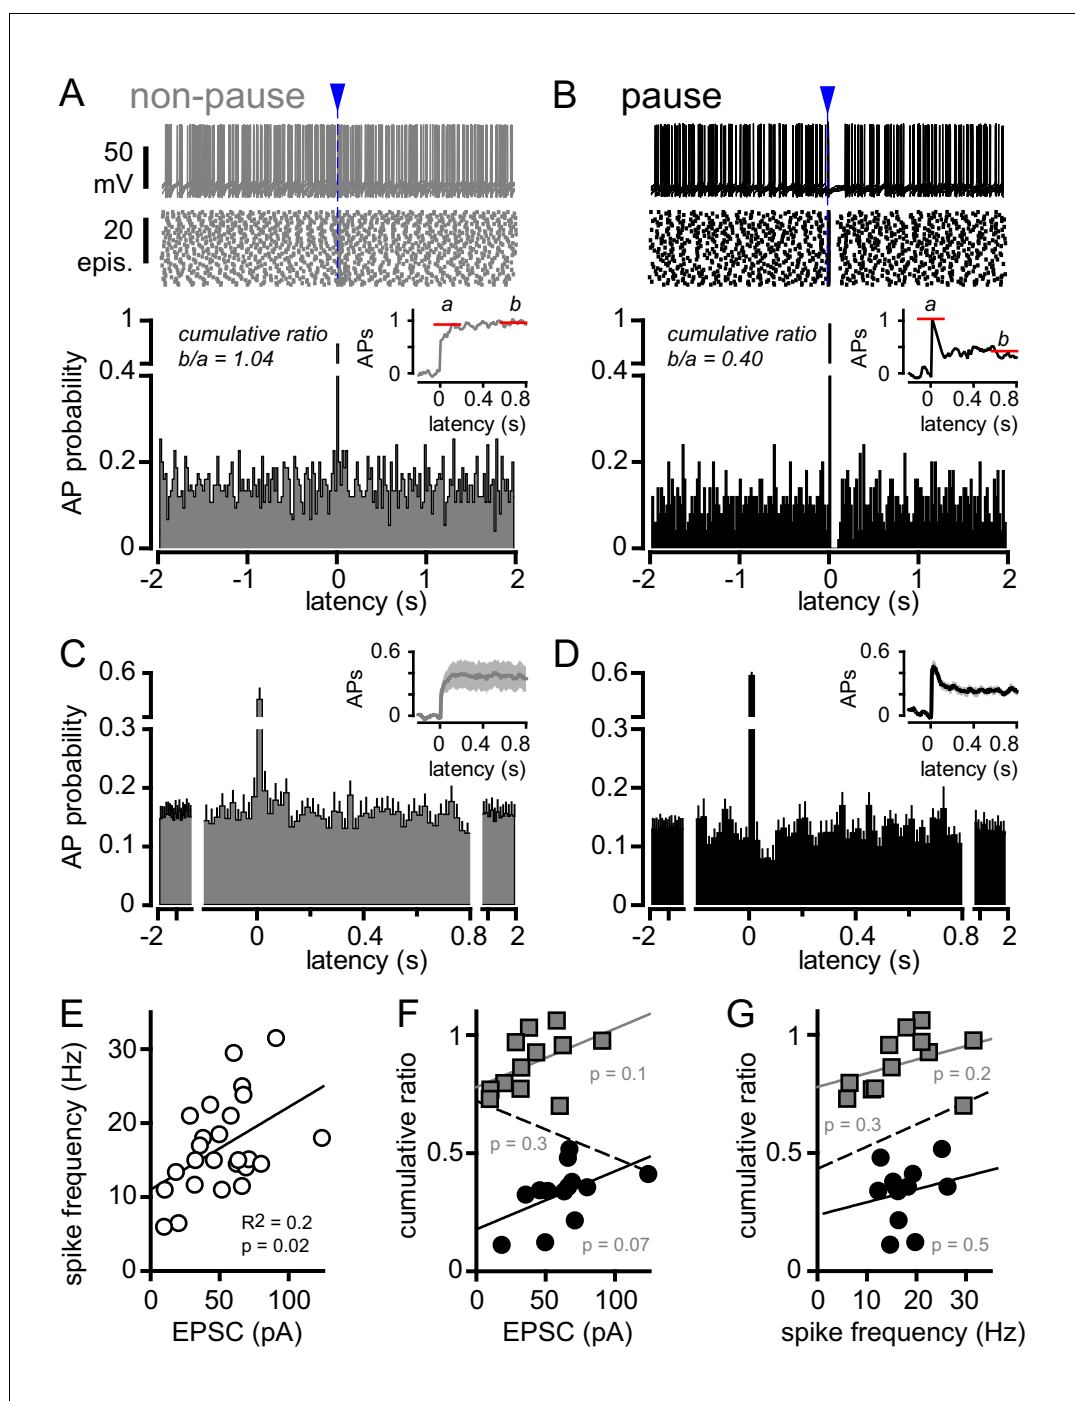 A
non-pause
50
mV
20
epis.
1
0.4
0.2
0
AP probability
cumulative ratio
b/a = 1.04
a
b
1
0
APs
0
0.4
0.8
latency (s)
-2
-1
0
1
2
latency (s)
B
pause
1
0.4
0.2
0
cumulative ratio
b/a = 0.40
a
b
1
0
APs
0
0.4
0.8
latency (s)
-2
-1
0
1
2
latency (s)
C
0.6
0.3
0.2
0.1
0
AP probability
0.6
0
APs
0
0.4
0.8
latency (s)
-2
0
0.4
0.8
2
latency (s)
D
0.6
0.3
0.2
0.1
0
0.6
0
APs
0
0.4
0.8
latency (s)
-2
0
0.4
0.8
2
latency (s)
E
30
20
10
0
spike frequency (Hz)
R2 = 0.2
p = 0.02
0
50
100
EPSC (pA)
F
1
0.5
0
cumulative ratio
p = 0.1
p = 0.3
p = 0.07
0
50
100
EPSC (pA)
G
1
0.5
0
cumulative ratio
p = 0.2
p = 0.3
p = 0.5
0
10
20
30
spike frequency (Hz)